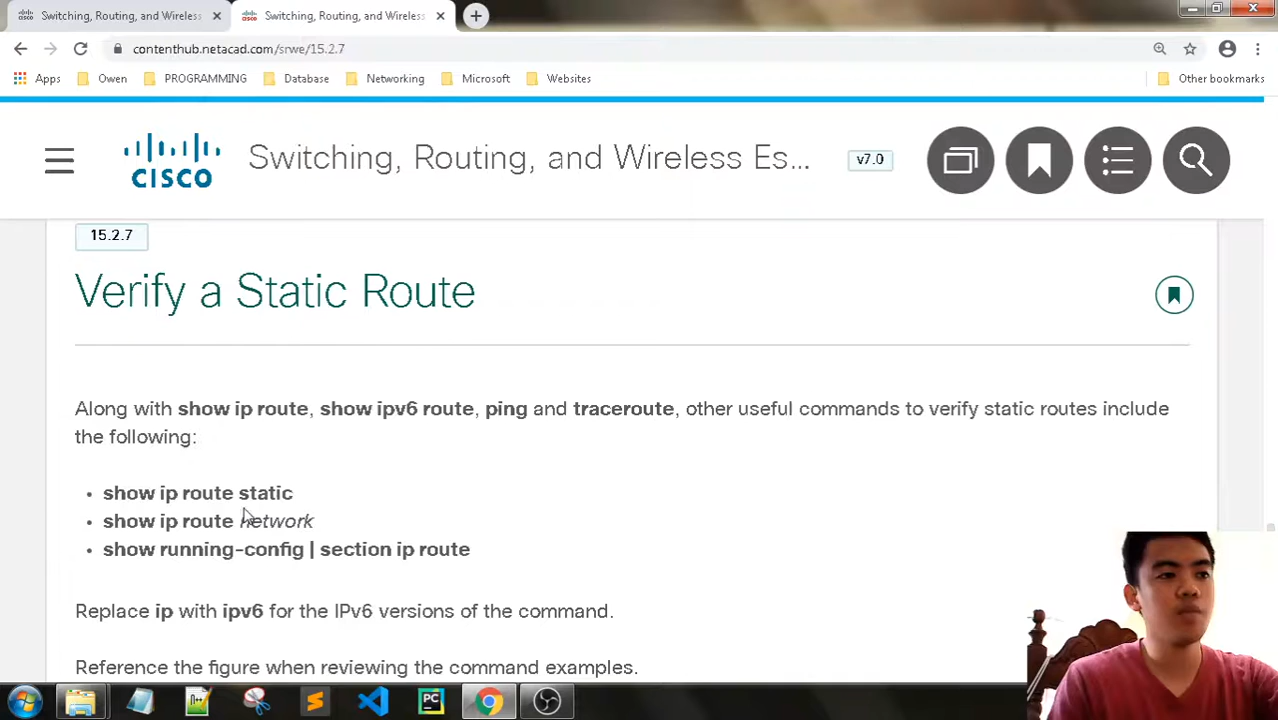 Switching, Routing, and Wireless
Switching, Routing, and Wireless
contenthub.netacad.com/srwe/15.2.7
Apps
Owen
PROGRAMMING
Database
Networking
Microsoft
Websites
Other bookmarks
CISCO
Switching, Routing, and Wireless Es...
v7.0
15.2.7
Verify a Static Route
Along with show ip route, show ipv6 route, ping and traceroute, other useful commands to verify static routes include
the following:
• show ip route static
• show ip route network
• show running-config | section ip route
Replace ip with ipv6 for the IPv6 versions of the command.
Reference the figure when reviewing the command examples.
PC